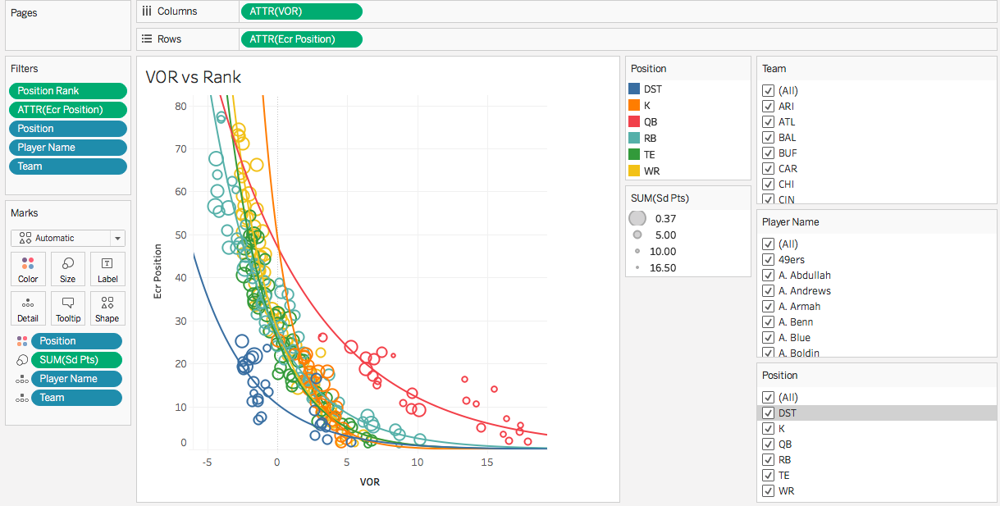 Pages
Columns
ATTR(VOR)
Rows
ATTR(Ecr Position)
Filters
Position Rank
ATTR(Ecr Position)
Position
Player Name
Team
Marks
Automatic
Color
Size
Label
Detail
Tooltip
Shape
Position
SUM(Sd Pts)
Player Name
Team
VOR vs Rank
Ecr Position
80
70
60
50
40
30
20
10
0
-5
0
5
10
15
VOR
Position
DST
K
QB
RB
TE
WR
SUM(Sd Pts)
0.37
5.00
10.00
16.50
Team
(All)
ARI
ATL
BAL
BUF
CAR
CHI
CIN
Player Name
(All)
49ers
A. Abdullah
A. Andrews
A. Armah
A. Benn
A. Blue
A. Boldin
Position
(All)
DST
K
QB
RB
TE
WR